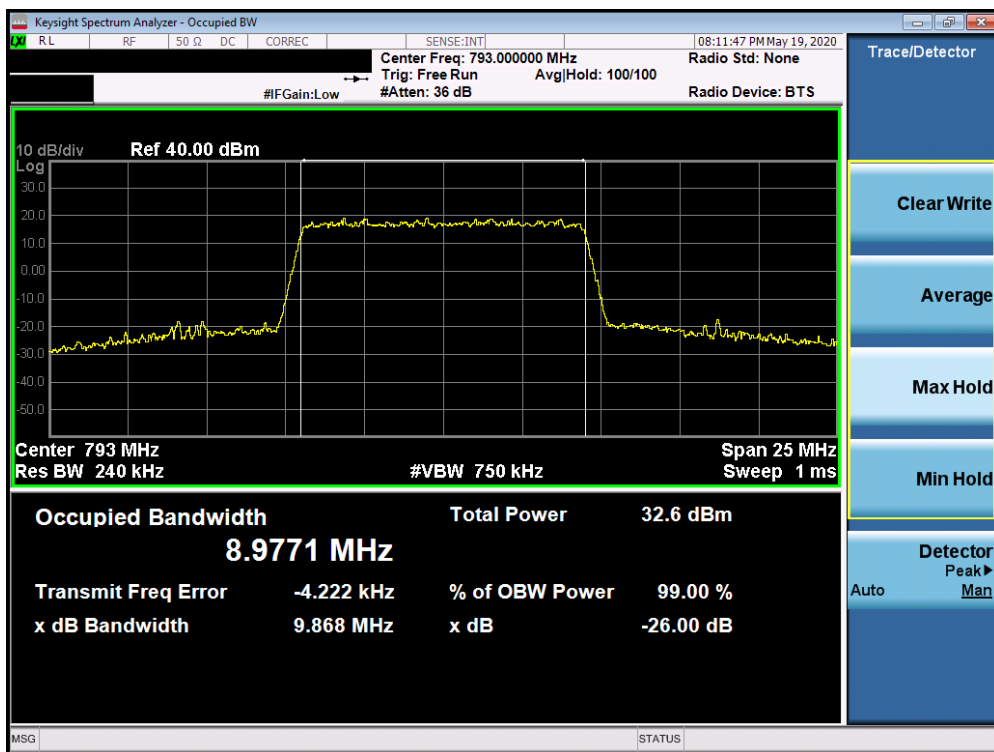 Keysight Spectrum Analyzer - Occupied BW
LXI RL RF 50 Ω DC CORREC SENSE:INT 08:11:47 PM May 19, 2020
Center Freq: 793.000000 MHz Radio Std: None
Trig: Free Run Avg|Hold: 100/100
#IFGain:Low #Atten: 36 dB Radio Device: BTS
10 dB/div Ref 40.00 dBm
Log
30.0
20.0
10.0
0.00
-10.0
-20.0
-30.0
-40.0
-50.0
Center 793 MHz Span 25 MHz
Res BW 240 kHz #VBW 750 kHz Sweep 1 ms
Occupied Bandwidth Total Power 32.6 dBm
8.9771 MHz
Transmit Freq Error -4.222 kHz % of OBW Power 99.00 %
x dB Bandwidth 9.868 MHz x dB -26.00 dB
Trace/Detector
Clear Write
Average
Max Hold
Min Hold
Detector
Peak▶
Auto Man
MSG STATUS